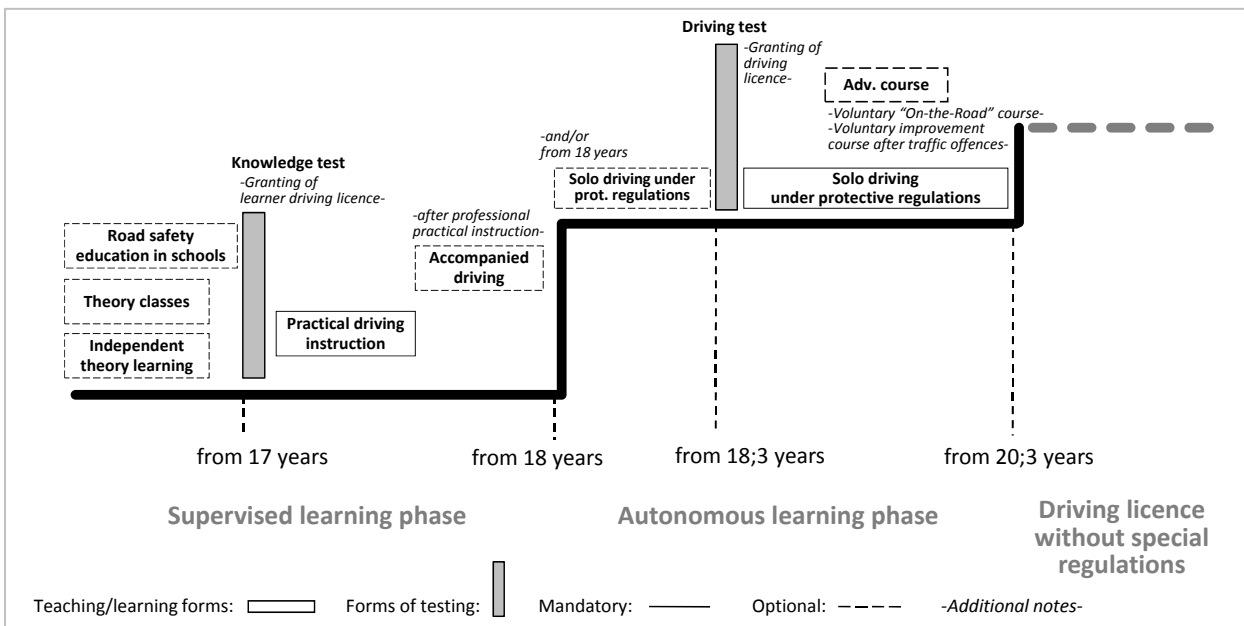 Driving test
-Granting of
driving
licence-
Adv. course
-Voluntary “On-the-Road” course-
-Voluntary improvement
course after traffic offences-
-and/or
from 18 years
Knowledge test
-Granting of
learner driving licence-
Solo driving under
prot. regulations
Solo driving
under protective regulations
-after professional
practical instruction-
Road safety
education in schools
Accompanied
driving
Theory classes
Practical driving
instruction
Independent
theory learning
from 17 years
from 18 years
from 18;3 years
from 20;3 years
Supervised learning phase
Autonomous learning phase
Driving licence
without special
regulations
Teaching/learning forms:
Forms of testing:
Mandatory:
Optional:
-Additional notes-